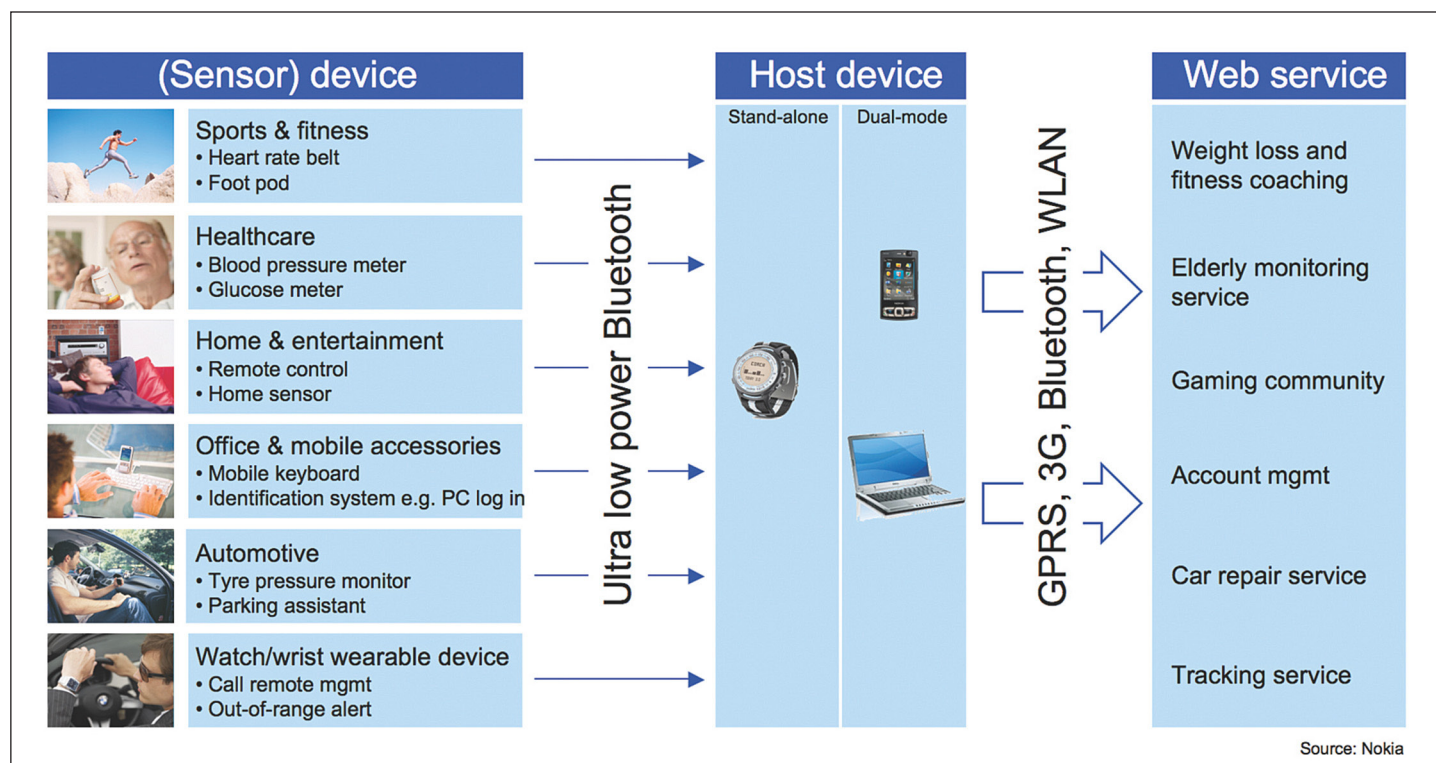 (Sensor) device
Sports & fitness
• Heart rate belt
• Foot pod
Healthcare
• Blood pressure meter
• Glucose meter
Home & entertainment
• Remote control
• Home sensor
Office & mobile accessories
• Mobile keyboard
• Identification system e.g. PC log in
Automotive
• Tyre pressure monitor
• Parking assistant
Watch/wrist wearable device
• Call remote mgmt
• Out-of-range alert
Ultra low power Bluetooth
Host device
Stand-alone
Dual-mode
GPRS, 3G, Bluetooth, WLAN
Web service
Weight loss and
fitness coaching
Elderly monitoring
service
Gaming community
Account mgmt
Car repair service
Tracking service
Source: Nokia